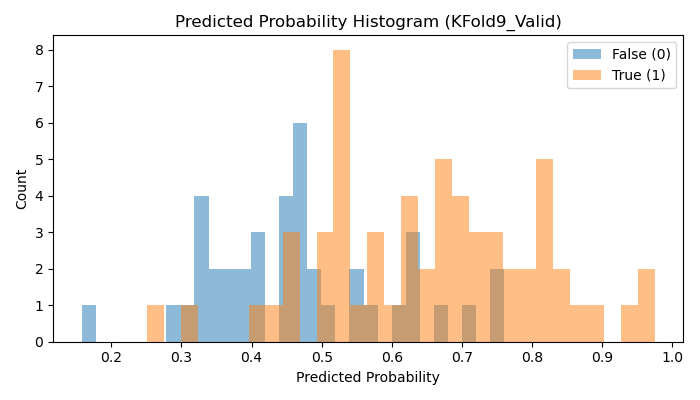 Predicted Probability Histogram (KFold9_Valid)
False (0)
True (1)
Count
8
7
6
5
4
3
2
1
0
0.2 0.3 0.4 0.5 0.6 0.7 0.8 0.9 1.0
Predicted Probability